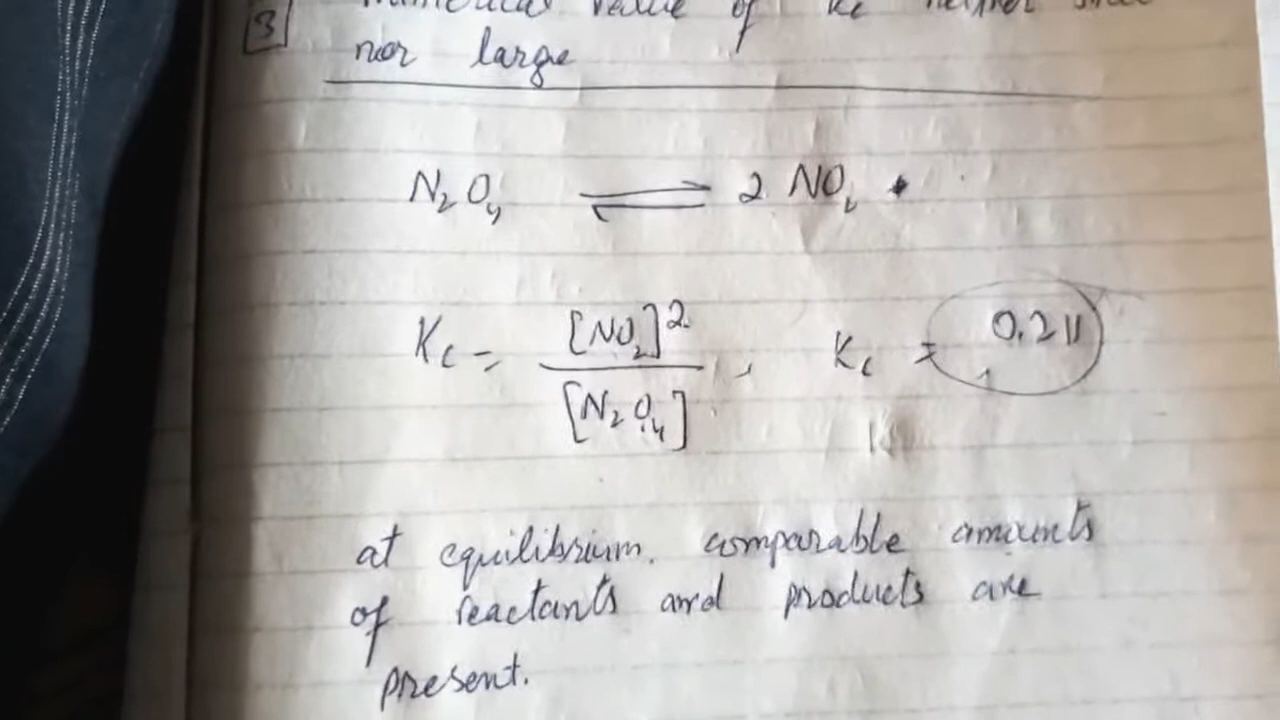 3
numerical value of Kc neither small
nor large
N2O4 ⇌ 2 NO2
Kc = [NO2]^2 / [N2O4], Kc = 0.211
at equilibrium. comparable amounts
of reactants and products are
present.